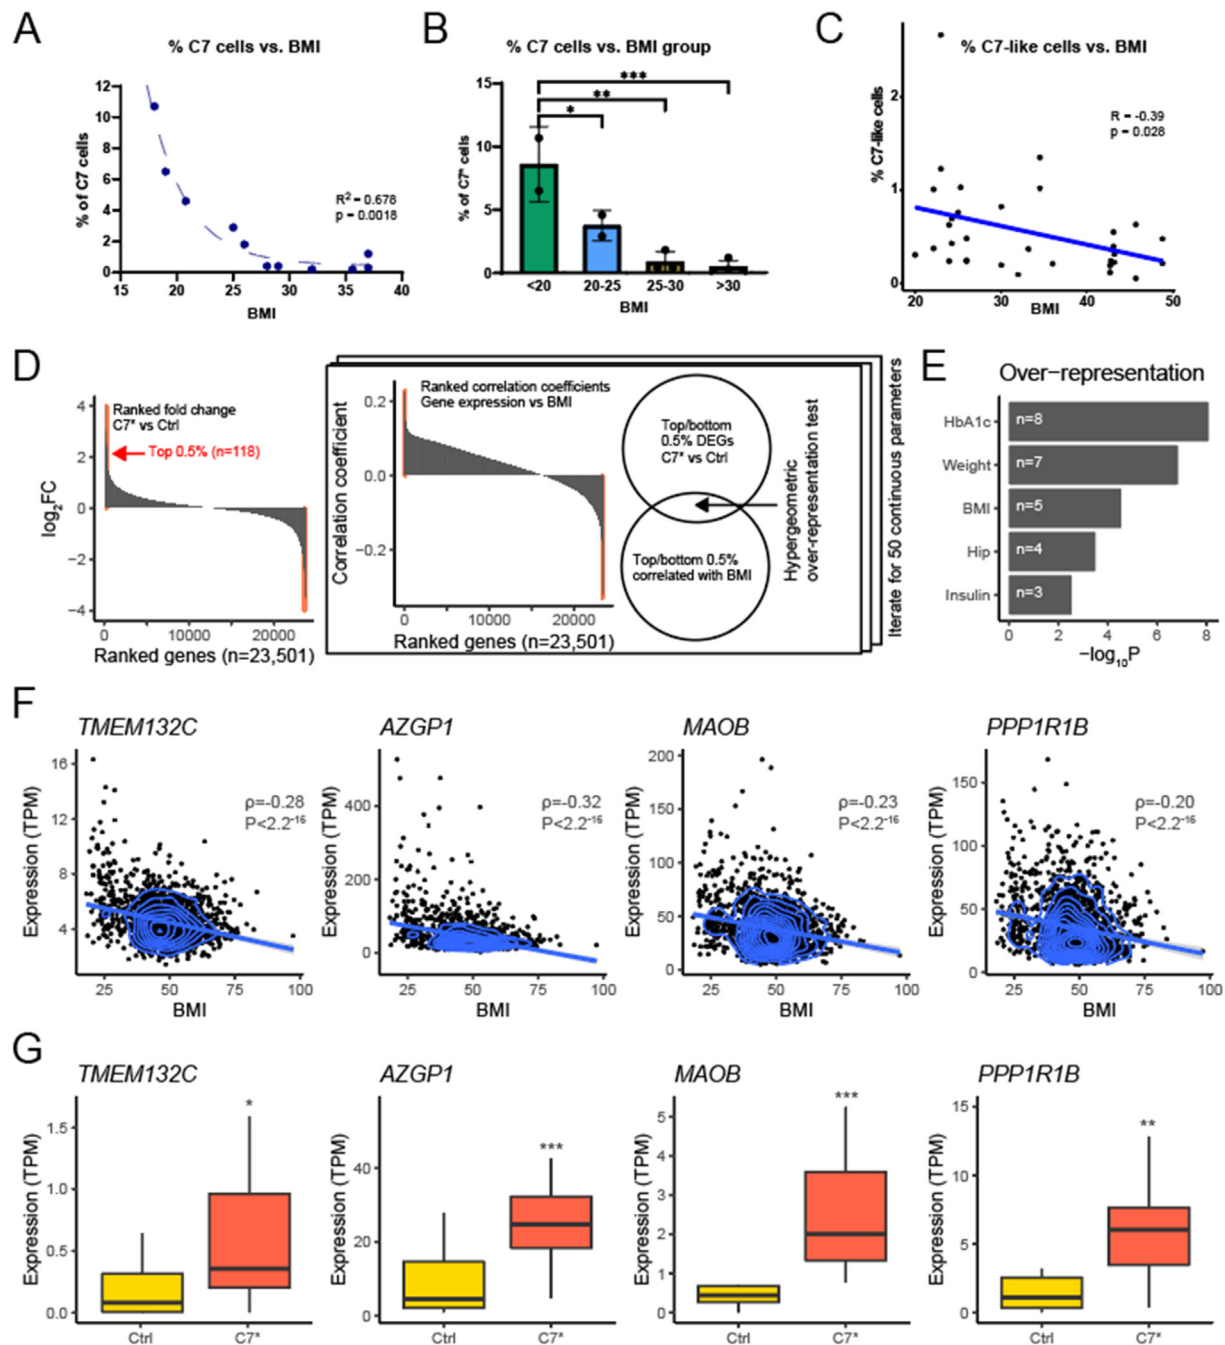 A
% C7 cells vs. BMI
% of C7 cells
12
10
8
6
4
2
0
R² = 0.678
p = 0.0018
15 20 25 30 35 40
BMI
B
% C7 cells vs. BMI group
% of C7* cells
15
10
5
0
***
**
*
<20 20-25 25-30 >30
BMI
C
% C7-like cells vs. BMI
% C7-like cells
2
1
0
R = -0.39
p = 0.028
20 30 40 50
BMI
D
log₂FC
4
2
0
−2
−4
Ranked fold change
C7* vs Ctrl
Top 0.5% (n=118)
0 10000 20000
Ranked genes (n=23,501)
Correlation coefficient
0.2
0.0
−0.2
Ranked correlation coefficients
Gene expression vs BMI
0 10000 20000
Ranked genes (n=23,501)
Top/bottom
0.5% DEGs
C7* vs Ctrl
Top/bottom 0.5%
correlated with BMI
Hypergeometric
over-representation test
Iterate for 50 continuous parameters
E
Over−representation
HbA1c n=8
Weight n=7
BMI n=5
Hip n=4
Insulin n=3
0 2 4 6 8
−log₁₀P
F
TMEM132C
Expression (TPM)
16
12
8
4
ρ=-0.28
P<2.2⁻¹⁶
25 50 75 100
BMI
AZGP1
Expression (TPM)
400
200
0
ρ=-0.32
P<2.2⁻¹⁶
25 50 75 100
BMI
MAOB
Expression (TPM)
200
150
100
50
0
ρ=-0.23
P<2.2⁻¹⁶
25 50 75 100
BMI
PPP1R1B
Expression (TPM)
150
100
50
0
ρ=-0.20
P<2.2⁻¹⁶
25 50 75 100
BMI
G
TMEM132C
Expression (TPM)
1.5
1.0
0.5
0.0
*
Ctrl C7*
AZGP1
Expression (TPM)
40
20
0
***
Ctrl C7*
MAOB
Expression (TPM)
5
4
3
2
1
0
***
Ctrl C7*
PPP1R1B
Expression (TPM)
15
10
5
0
**
Ctrl C7*